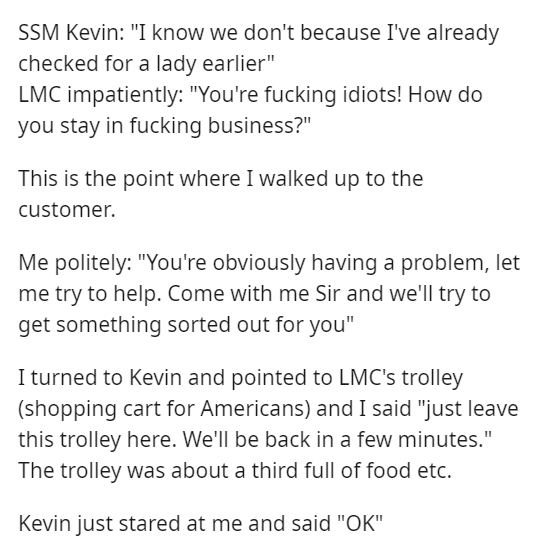 SSM Kevin: "I know we don't because I've already
checked for a lady earlier"
LMC impatiently: "You're fucking idiots! How do
you stay in fucking business?"
This is the point where I walked up to the
customer.
Me politely: "You're obviously having a problem, let
me try to help. Come with me Sir and we'll try to
get something sorted out for you"
I turned to Kevin and pointed to LMC's trolley
(shopping cart for Americans) and I said "just leave
this trolley here. We'll be back in a few minutes."
The trolley was about a third full of food etc.
Kevin just stared at me and said "OK"